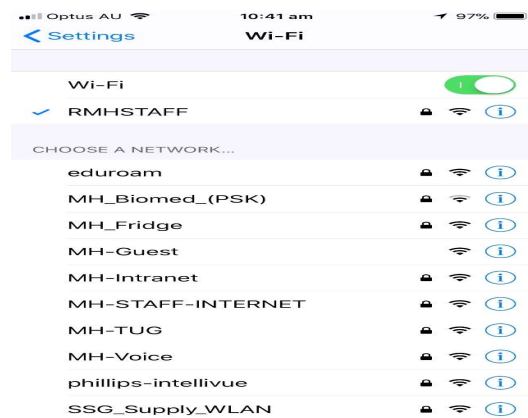 Optus AU 10:41 am 97%
Settings Wi-Fi
Wi-Fi
RMHSTAFF
CHOOSE A NETWORK...
eduroam
MH_Biomed_(PSK)
MH_Fridge
MH-Guest
MH-Intranet
MH-STAFF-INTERNET
MH-TUG
MH-Voice
phillips-intellivue
SSG_Supply_WLAN